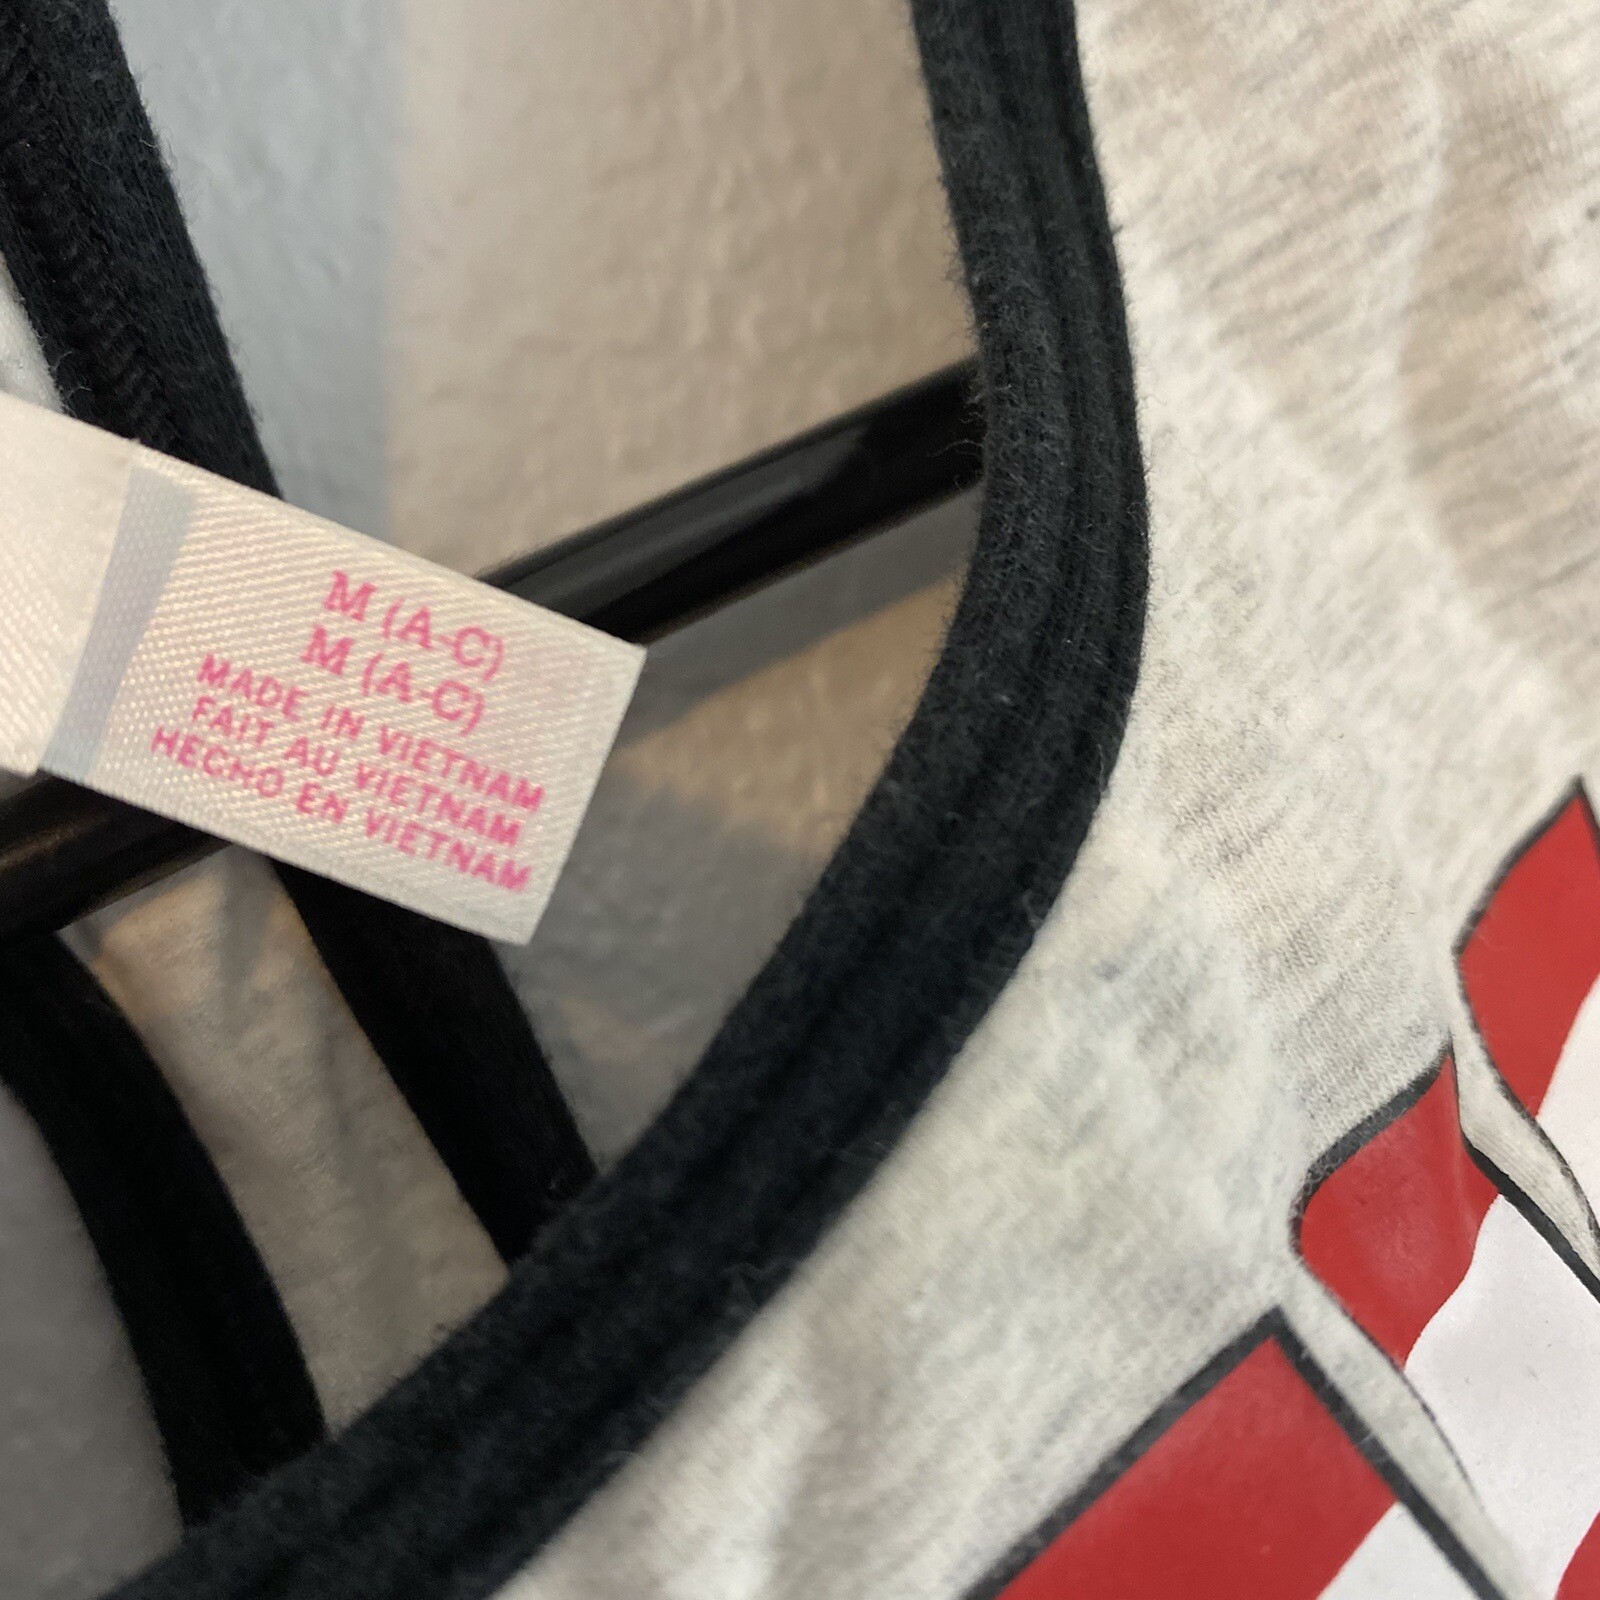 M (A-C)
M (A-C)
MADE IN VIETNAM
FAIT AU VIETNAM
HECHO EN VIETNAM